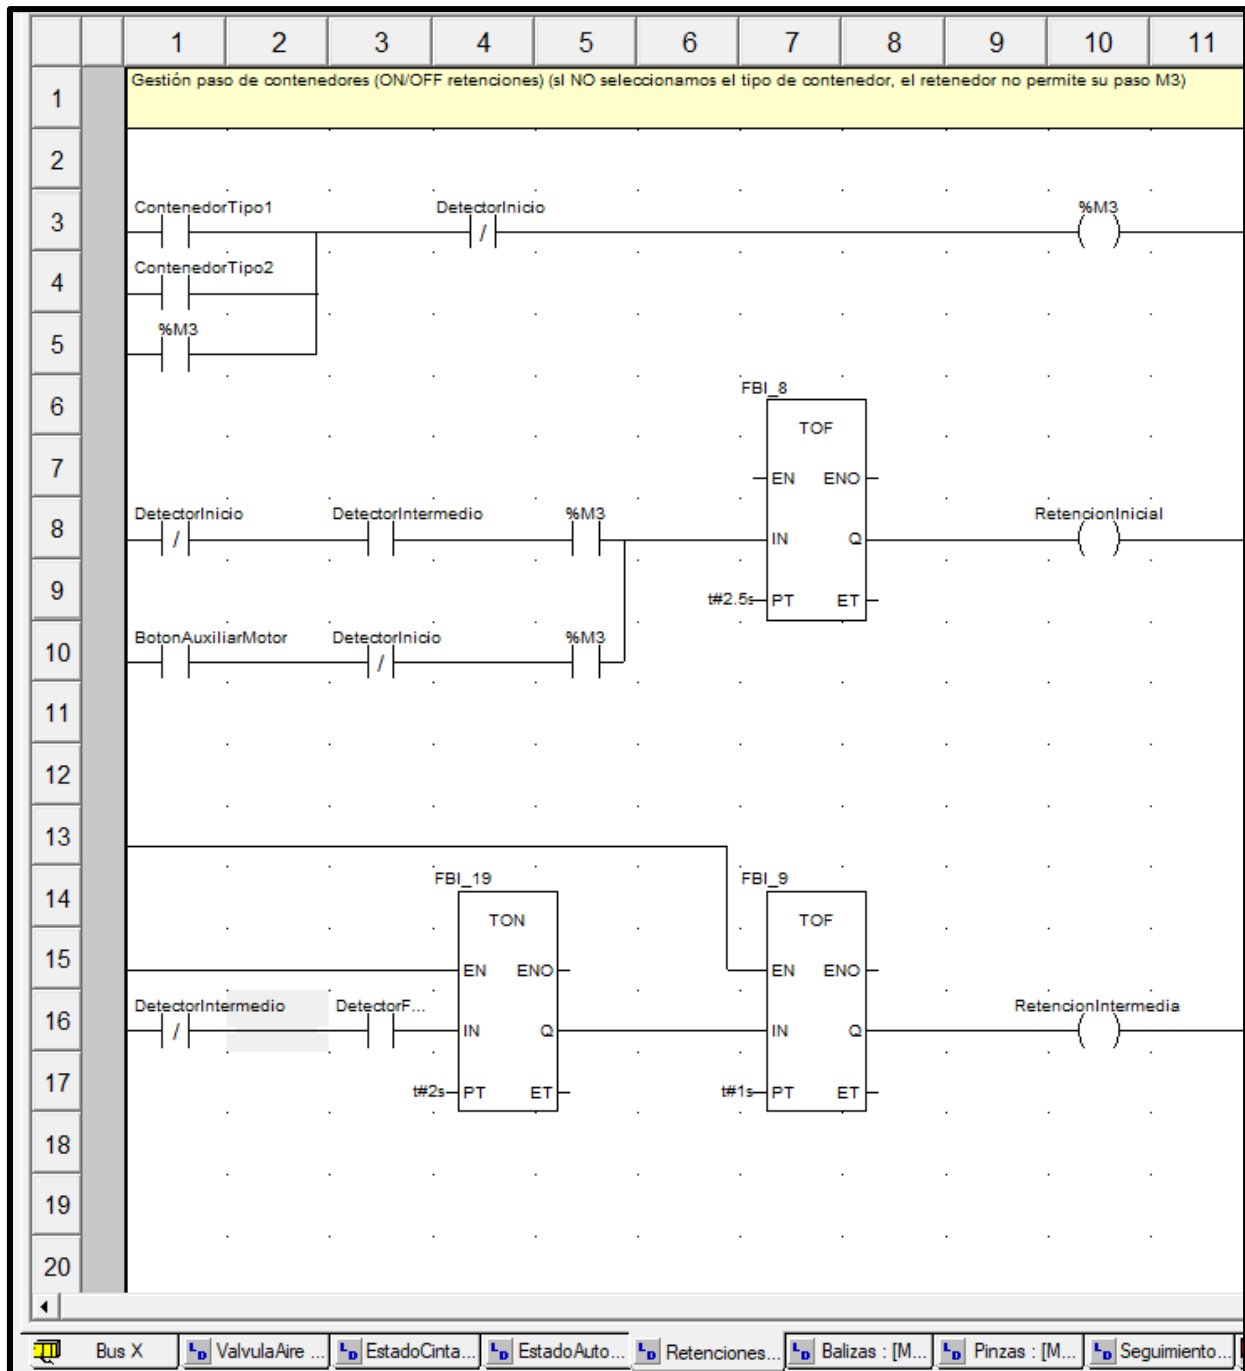 1 2 3 4 5 6 7 8 9 10 11
1 Gestión paso de contenedores (ON/OFF retenciones) (sI NO seleccionamos el tipo de contenedor, el retenedor no permite su paso M3)
2
ContenedorTipo1 DetectorInicio %M3
3 / ( )
ContenedorTipo2
4
%M3
5
FBI_8
6
TOF
7 EN ENO
DetectorInicio DetectorIntermedio %M3 RetencionInicial
8 / IN Q ( )
9 t#2.5s PT ET
BotonAuxiliarMotor DetectorInicio %M3
10 /
11
12
13
FBI_19 FBI_9
14
TON TOF
15 EN ENO EN ENO
DetectorIntermedio DetectorF... RetencionIntermedia
16 / IN Q IN Q ( )
17 t#2s PT ET t#1s PT ET
18
19
20
Bus X ValvulaAire ... EstadoCinta... EstadoAuto... Retenciones... Balizas : [M... Pinzas : [M... Seguimiento...